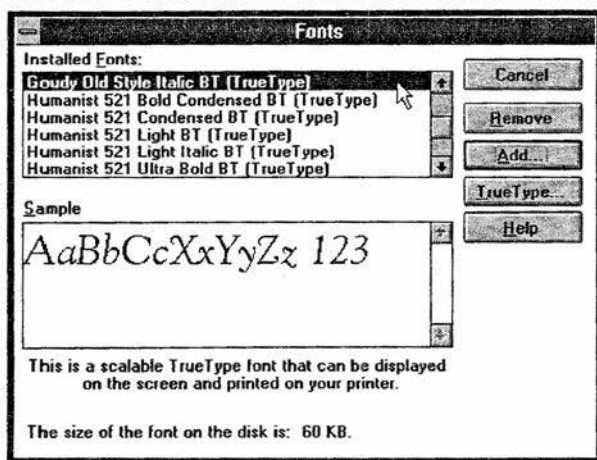 Fonts
Installed Fonts:
Goudy Old Style Italic BT (TrueType)
Humanist 521 Bold Condensed BT (TrueType)
Humanist 521 Condensed BT (TrueType)
Humanist 521 Light BT (TrueType)
Humanist 521 Light Italic BT (TrueType)
Humanist 521 Ultra Bold BT (TrueType)
Cancel
Remove
Add...
TrueType...
Help
Sample
AaBbCcXxYyZz 123
This is a scalable TrueType font that can be displayed
on the screen and printed on your printer.
The size of the font on the disk is: 60 KB.